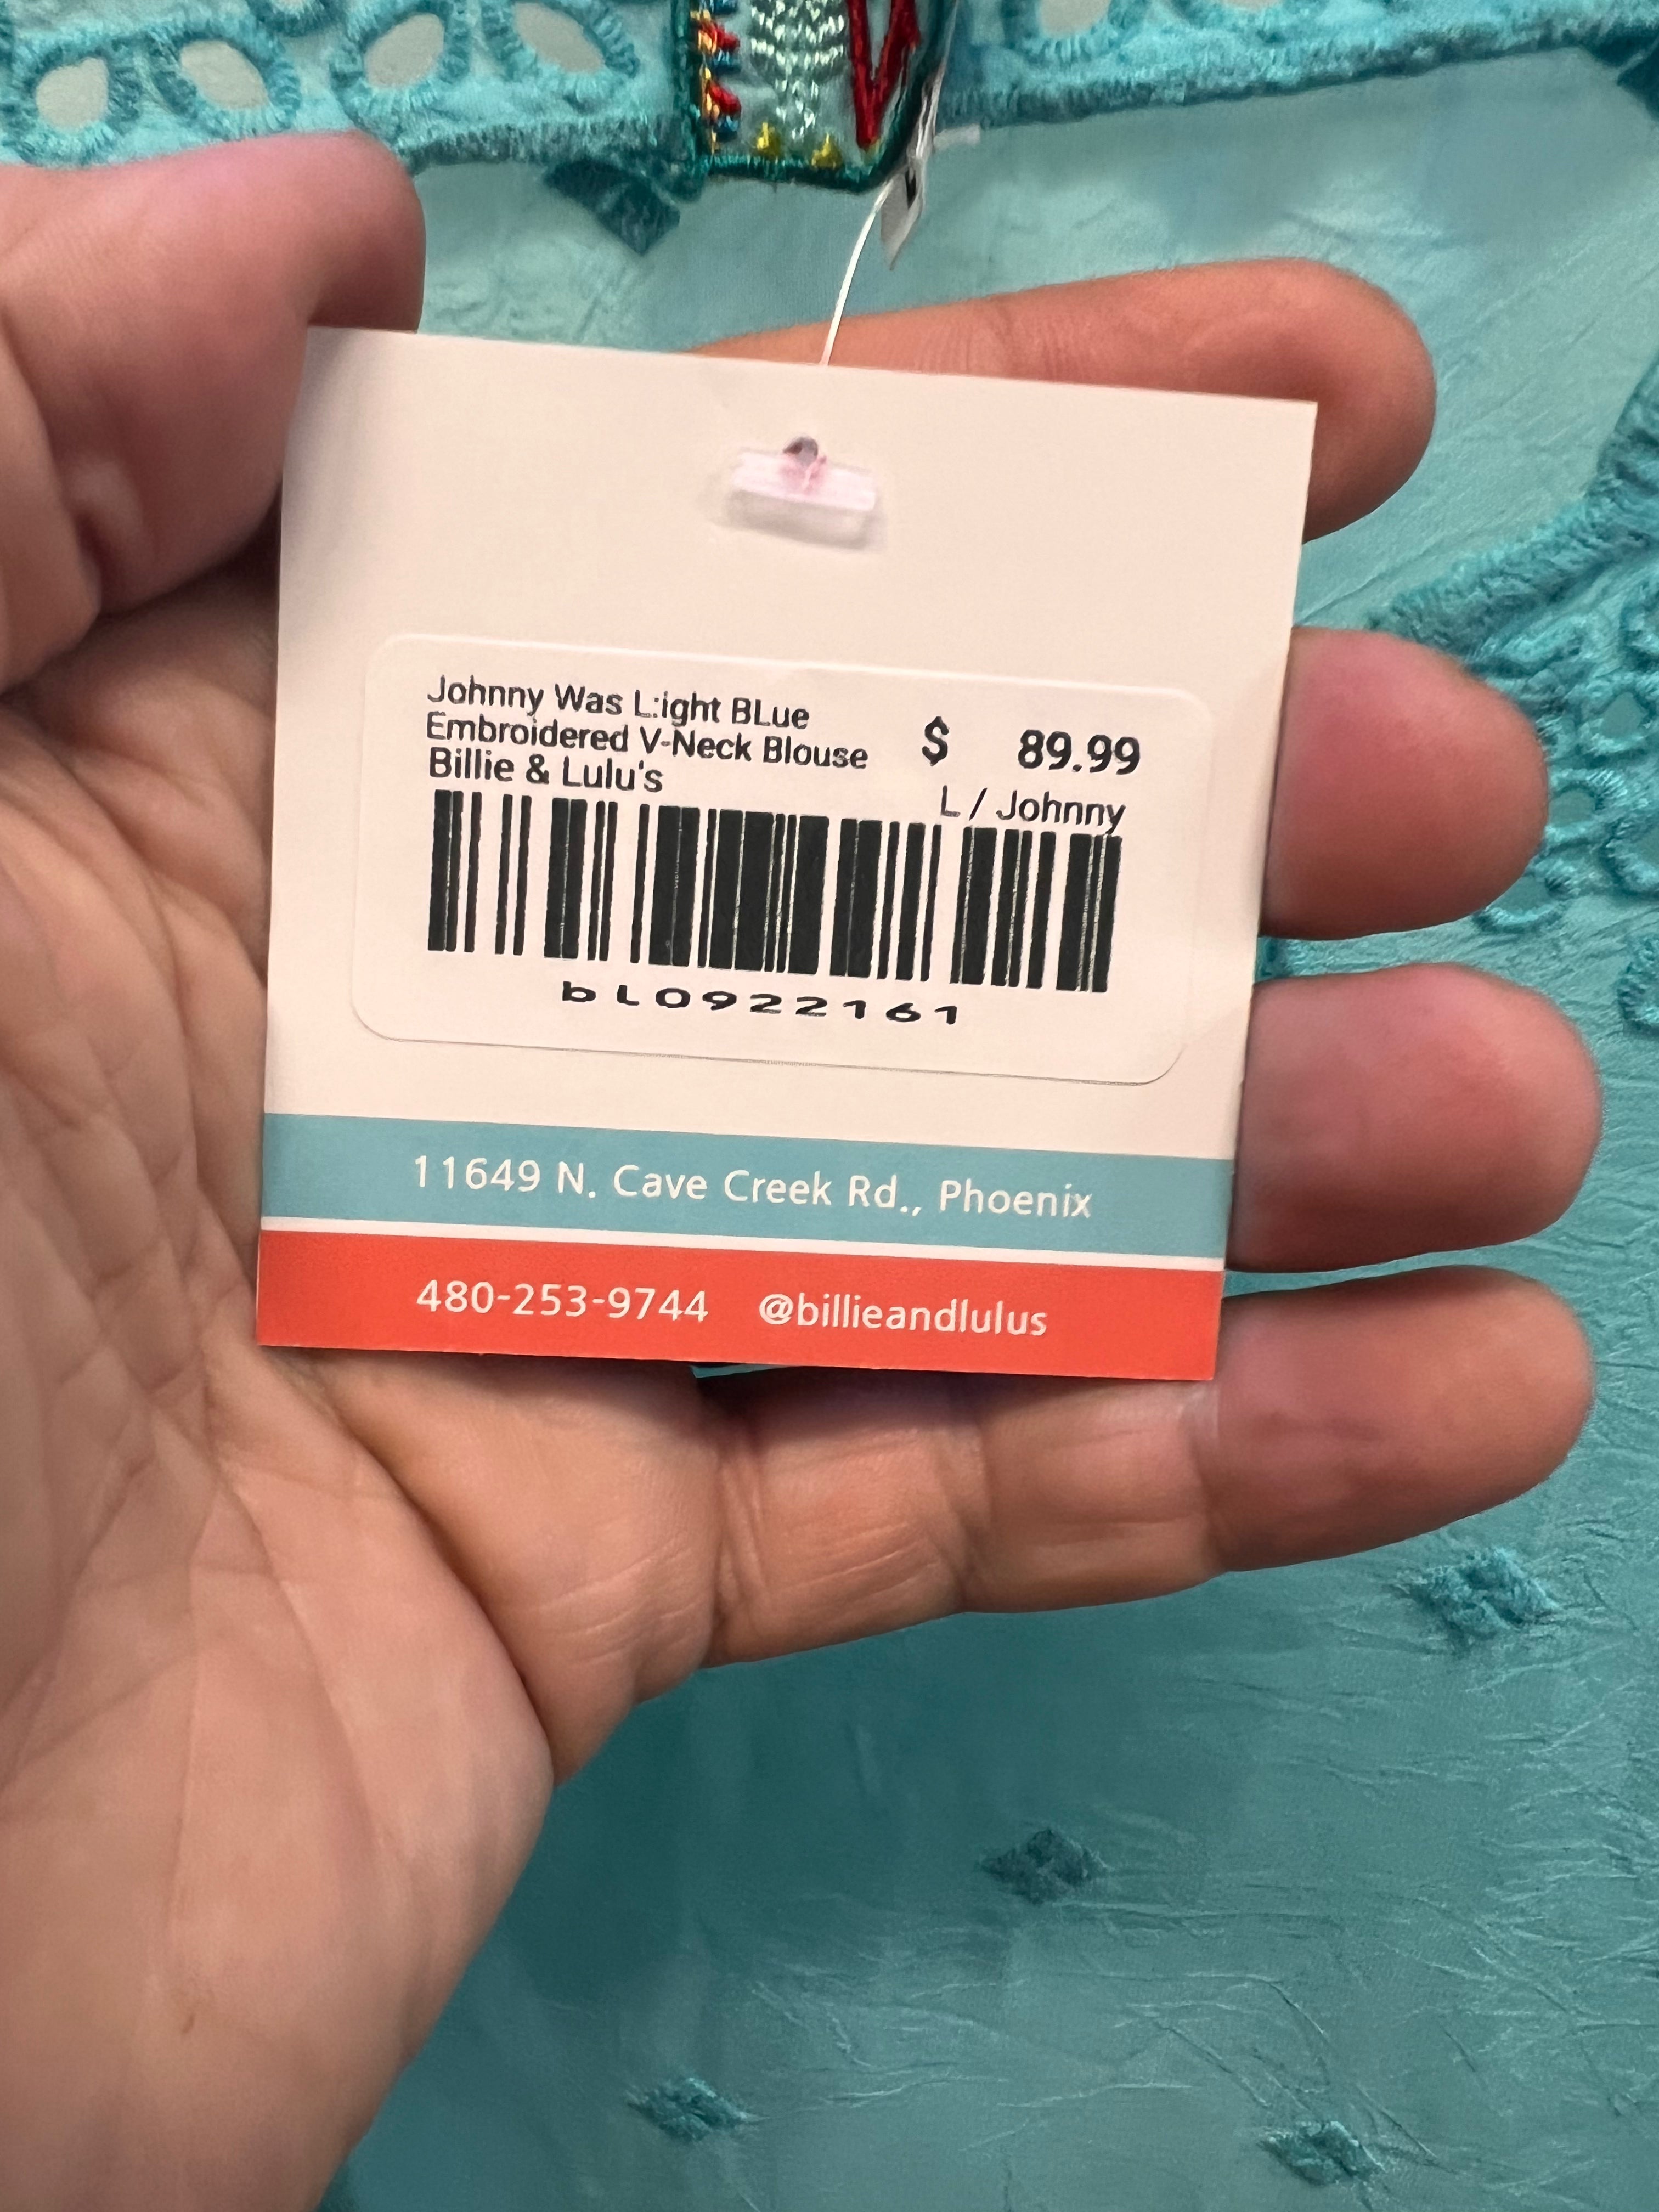 Johnny Was L:ight BLue
Embroidered V-Neck Blouse
Billie & Lulu's
$ 89.99
L / Johnny
bL0922161
11649 N. Cave Creek Rd., Phoenix
480-253-9744 @billieandlulus